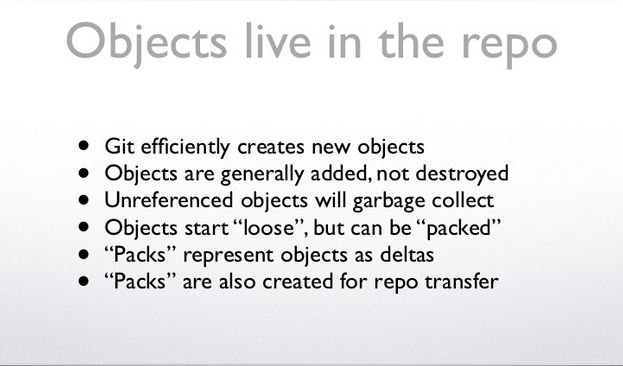 Objects live in the repo
• Git efficiently creates new objects
• Objects are generally added, not destroyed
• Unreferenced objects will garbage collect
• Objects start “loose”, but can be “packed”
• “Packs” represent objects as deltas
• “Packs” are also created for repo transfer